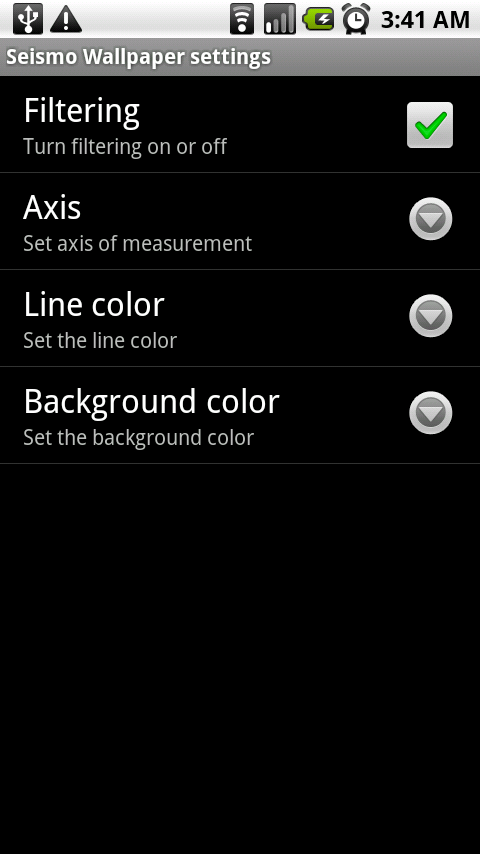 3:41 AM
Seismo Wallpaper settings
Filtering
Turn filtering on or off
Axis
Set axis of measurement
Line color
Set the line color
Background color
Set the background color